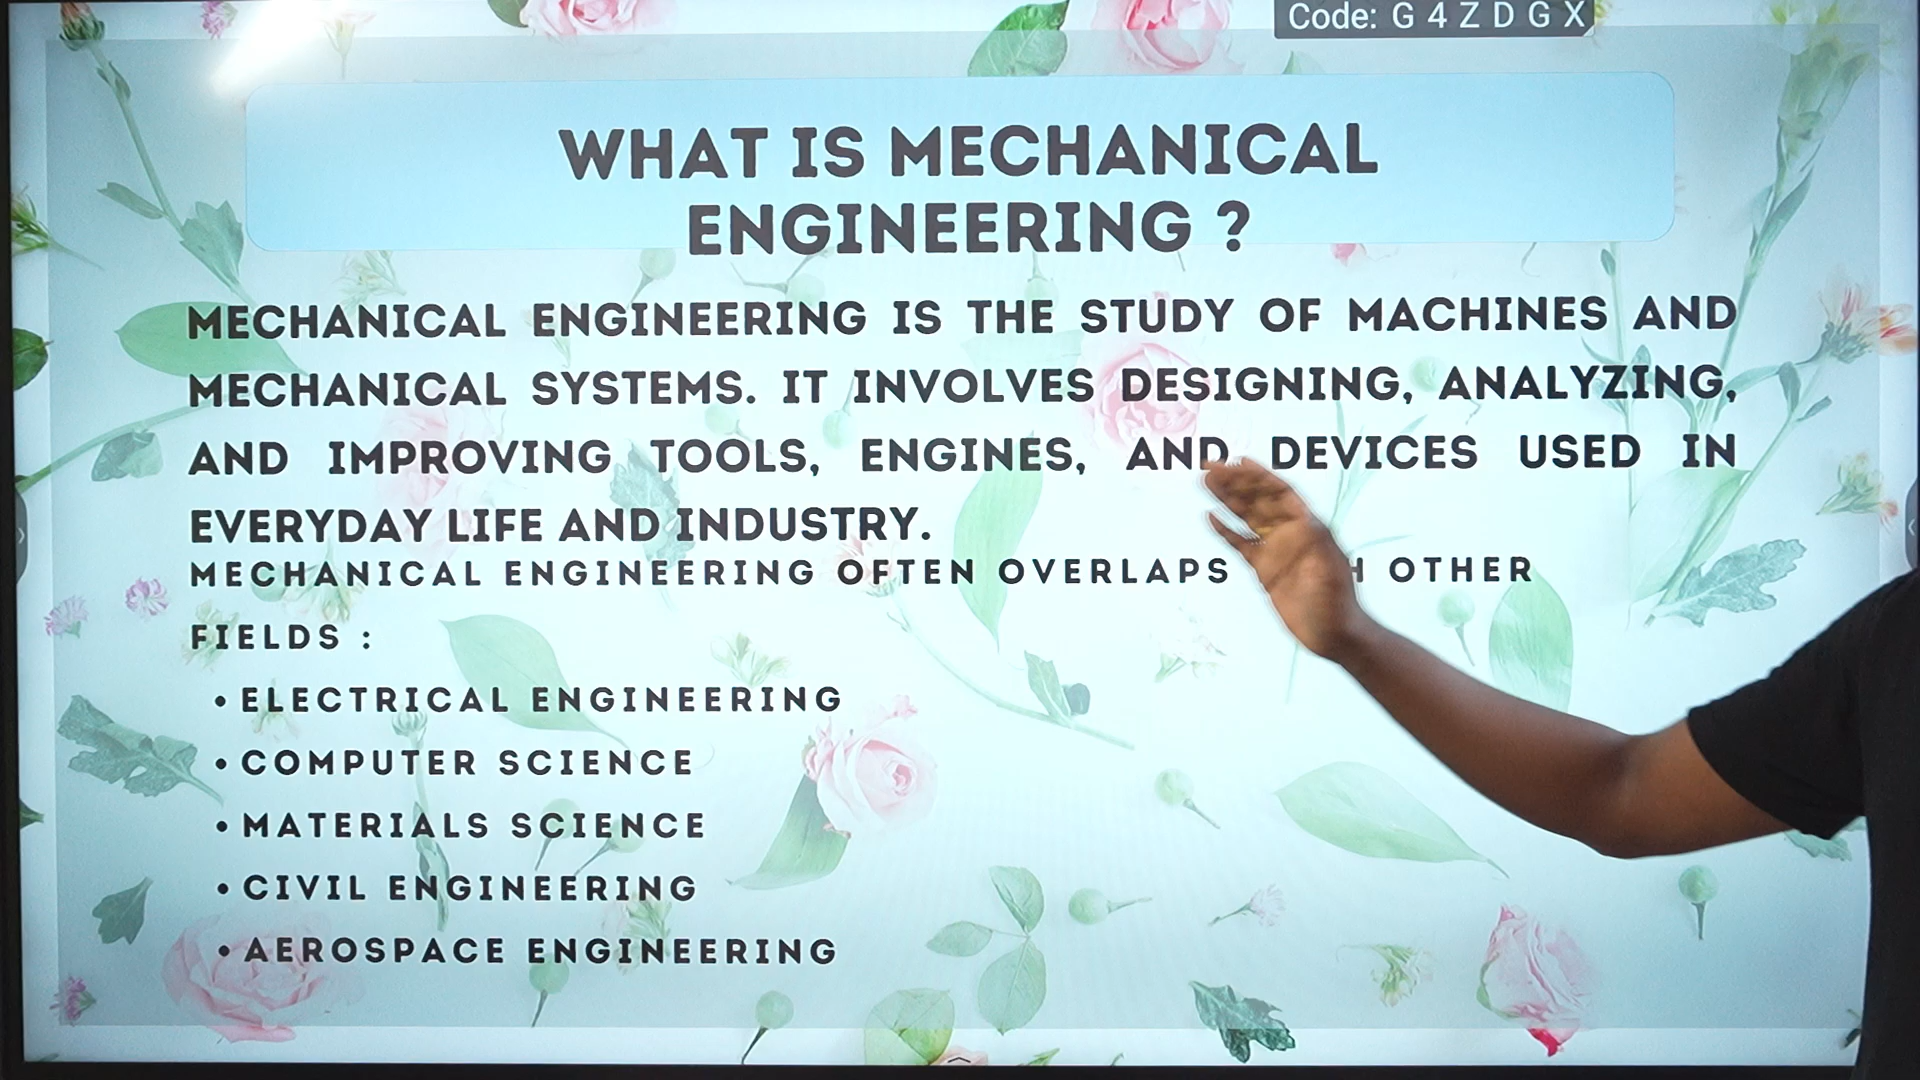 Code: G 4 Z D G X
WHAT IS MECHANICAL
ENGINEERING ?
MECHANICAL ENGINEERING IS THE STUDY OF MACHINES AND
MECHANICAL SYSTEMS. IT INVOLVES DESIGNING, ANALYZING,
AND IMPROVING TOOLS, ENGINES, AND DEVICES USED IN
EVERYDAY LIFE AND INDUSTRY.
MECHANICAL ENGINEERING OFTEN OVERLAPS OTHER
FIELDS :
• ELECTRICAL ENGINEERING
• COMPUTER SCIENCE
• MATERIALS SCIENCE
• CIVIL ENGINEERING
• AEROSPACE ENGINEERING